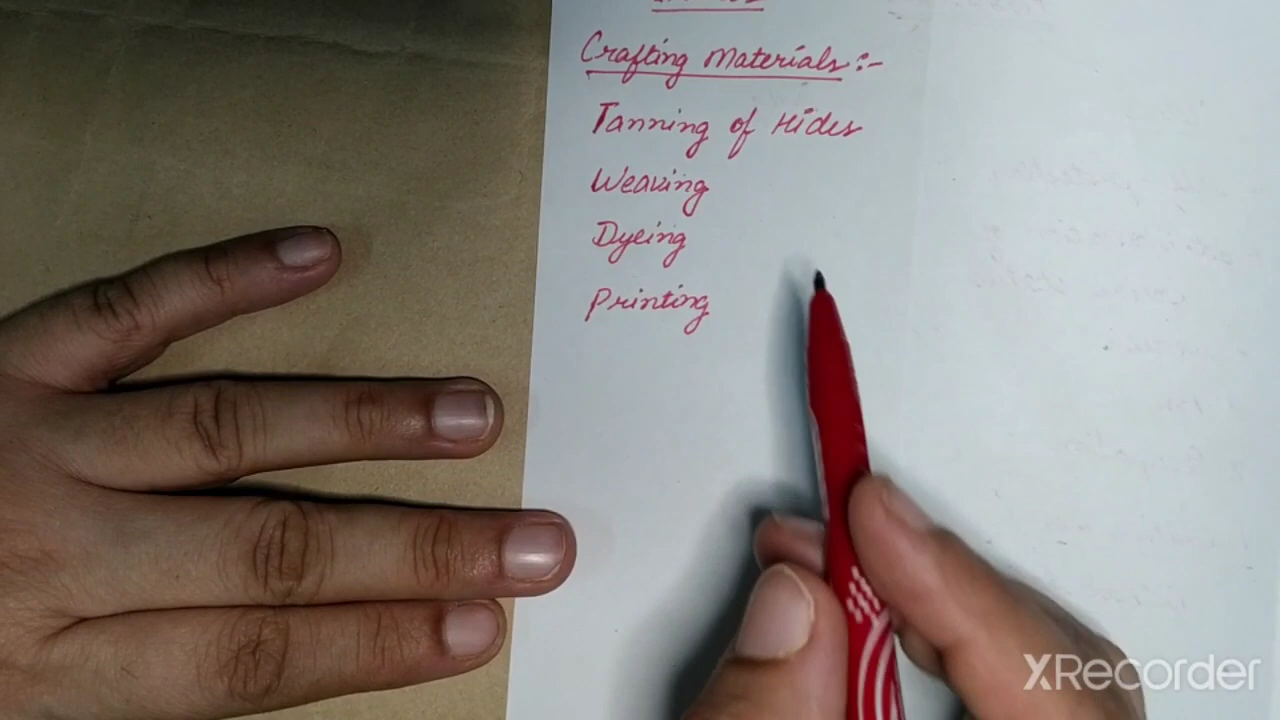 Crafting Materials:-
Tanning of Hides
Weaving
Dyeing
Printing
XRecorder